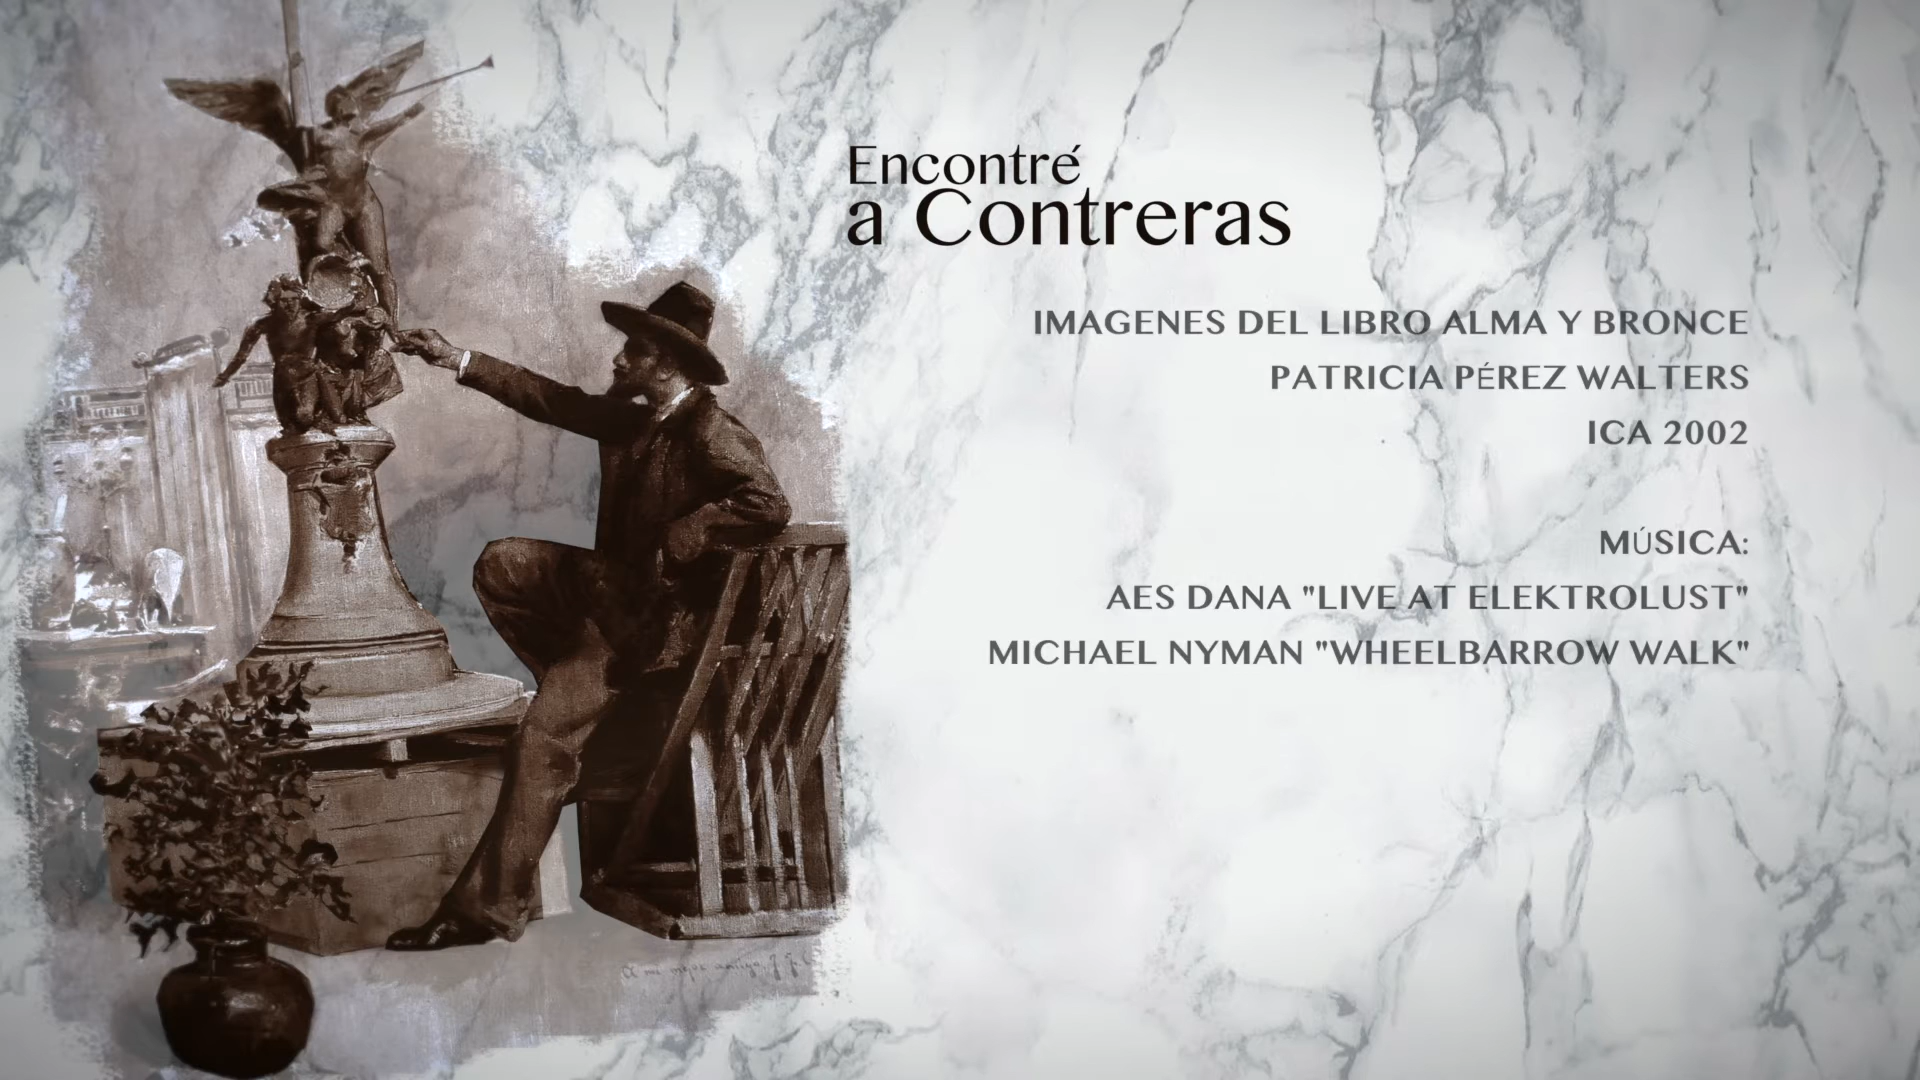 Encontré
a Contreras
IMAGENES DEL LIBRO ALMA Y BRONCE
PATRICIA PÉREZ WALTERS
ICA 2002
MÚSICA:
AES DANA "LIVE AT ELEKTROLUST"
MICHAEL NYMAN "WHEELBARROW WALK"